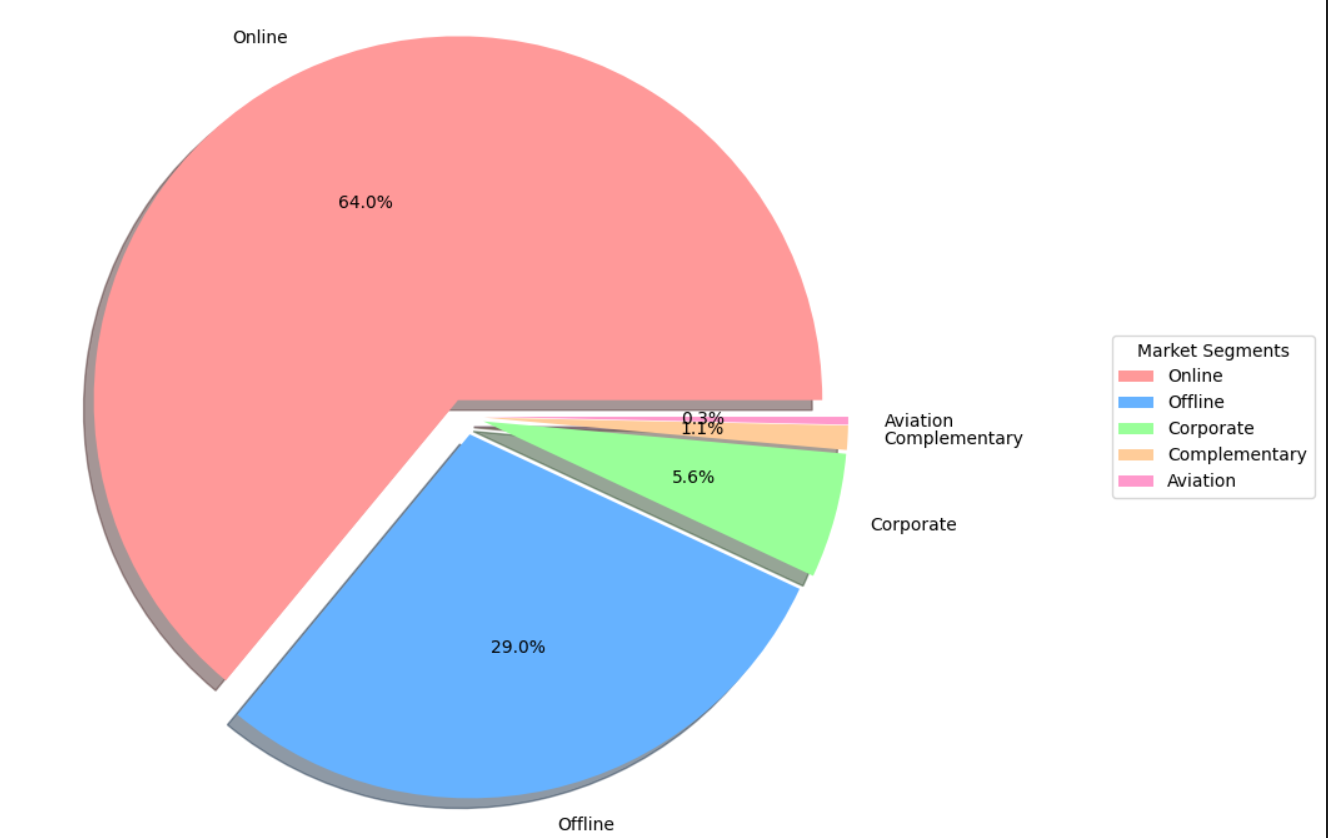 Online
64.0%
0.3%
1.1%
Aviation
Complementary
5.6%
Corporate
29.0%
Offline
Market Segments
Online
Offline
Corporate
Complementary
Aviation